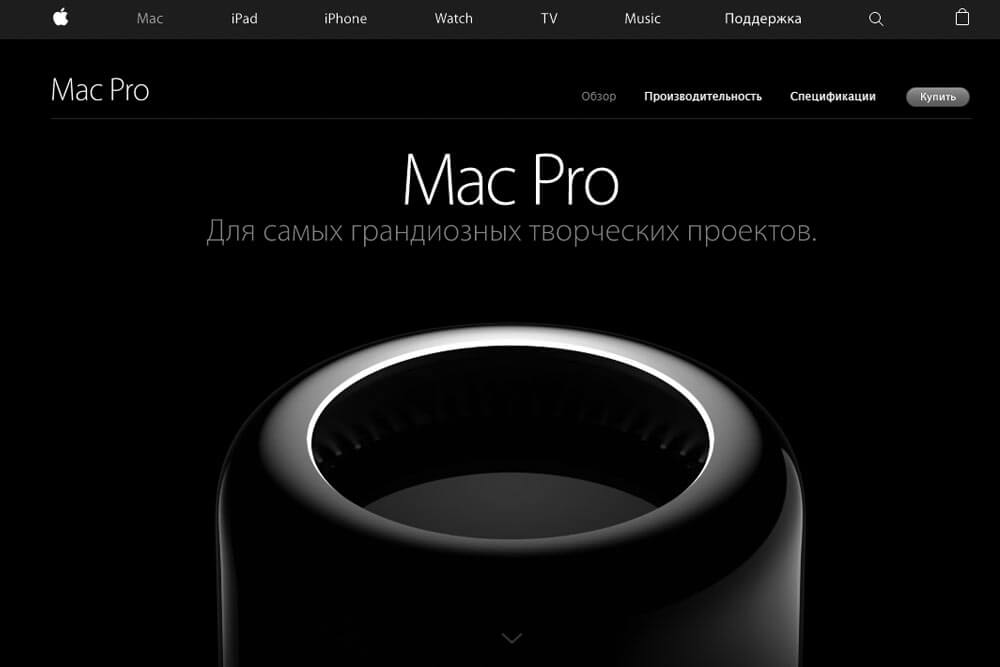 Mac iPad iPhone Watch TV Music Поддержка
Mac Pro
Обзор Производительность Спецификации Купить
Mac Pro
Для самых грандиозных творческих проектов.